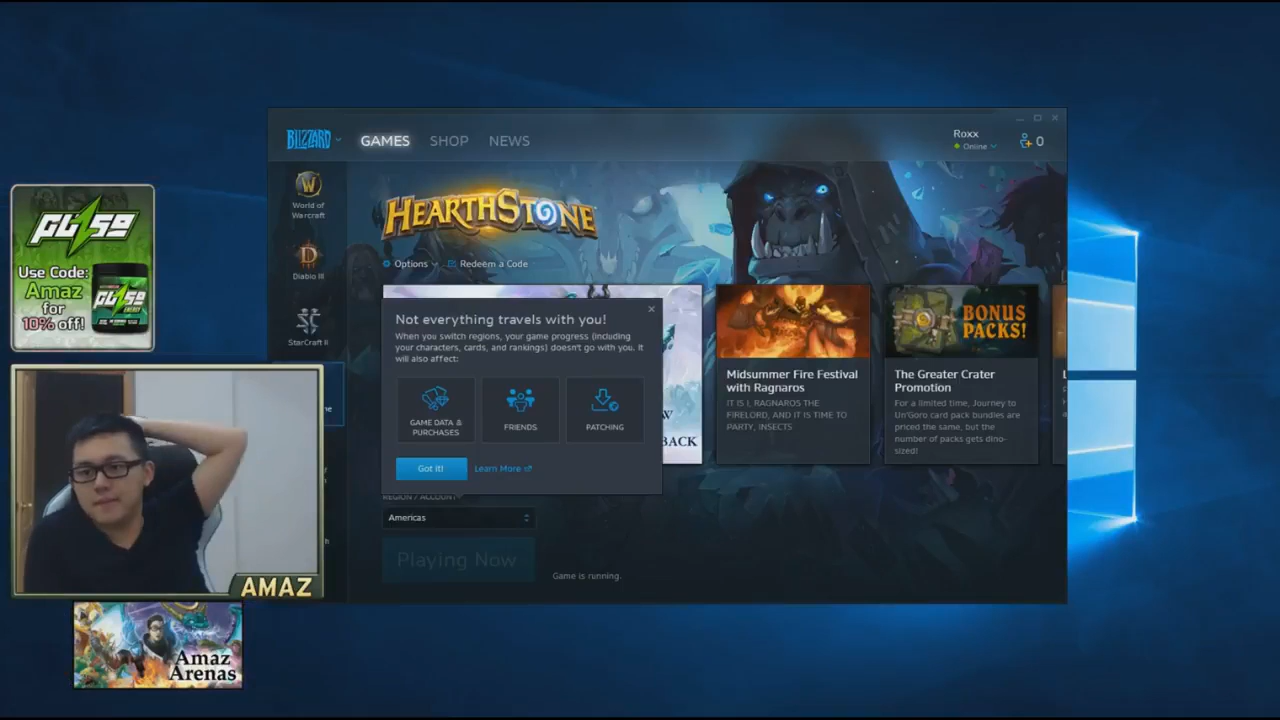 BLIZZARD
GAMES
SHOP
NEWS
Roxx
Online
0
World of
Warcraft
Diablo III
StarCraft II
HEARTHSTONE
Options
Redeem a Code
Not everything travels with you!
When you switch regions, your game progress (including
your characters, cards, and rankings) doesn't go with you. It
will also affect:
GAME DATA &
PURCHASES
FRIENDS
PATCHING
Got it!
Learn More
BACK
Midsummer Fire Festival
with Ragnaros
IT IS I, RAGNAROS THE
FIRELORD, AND IT IS TIME TO
PARTY, INSECTS
BONUS
PACKS!
The Greater Crater
Promotion
For a limited time, Journey to
Un'Goro card pack bundles are
priced the same, but the
number of packs gets dino-
sized!
REGION / ACCOUNT
Americas
Playing Now
Game is running.
Use Code:
Amaz
for
10% off!
AMAZ
Amaz
Arenas